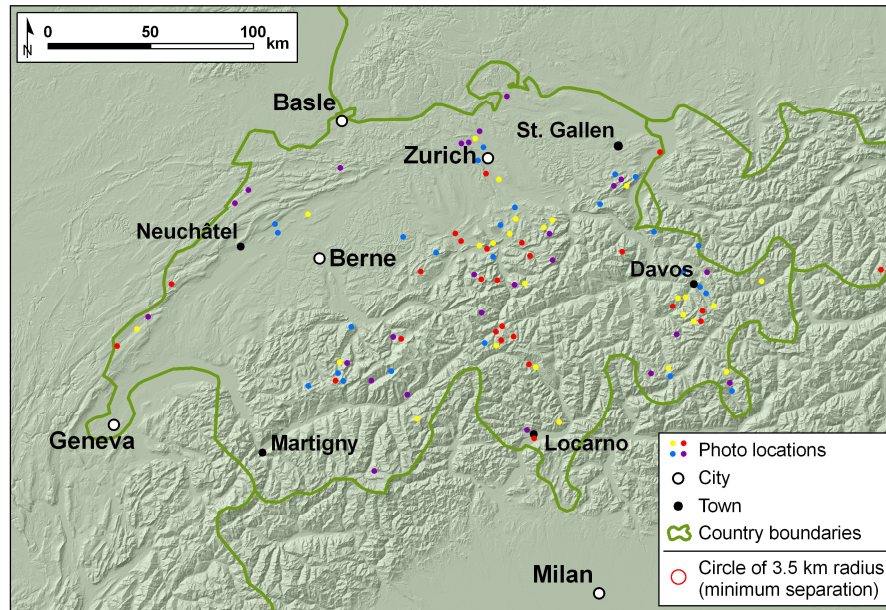 0 50 100
km
N
Basle
St. Gallen
Zurich
Neuchâtel
Berne
Davos
Geneva
Martigny
Locarno
Milan
Photo locations
City
Town
Country boundaries
Circle of 3.5 km radius
(minimum separation)